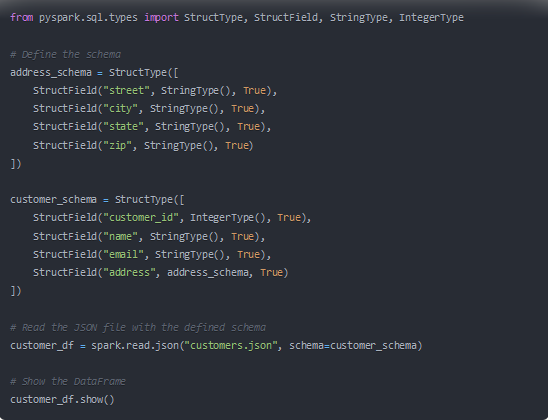 from pyspark.sql.types import StructType, StructField, StringType, IntegerType

# Define the schema
address_schema = StructType([
    StructField("street", StringType(), True),
    StructField("city", StringType(), True),
    StructField("state", StringType(), True),
    StructField("zip", StringType(), True)
])

customer_schema = StructType([
    StructField("customer_id", IntegerType(), True),
    StructField("name", StringType(), True),
    StructField("email", StringType(), True),
    StructField("address", address_schema, True)
])

# Read the JSON file with the defined schema
customer_df = spark.read.json("customers.json", schema=customer_schema)

# Show the DataFrame
customer_df.show()